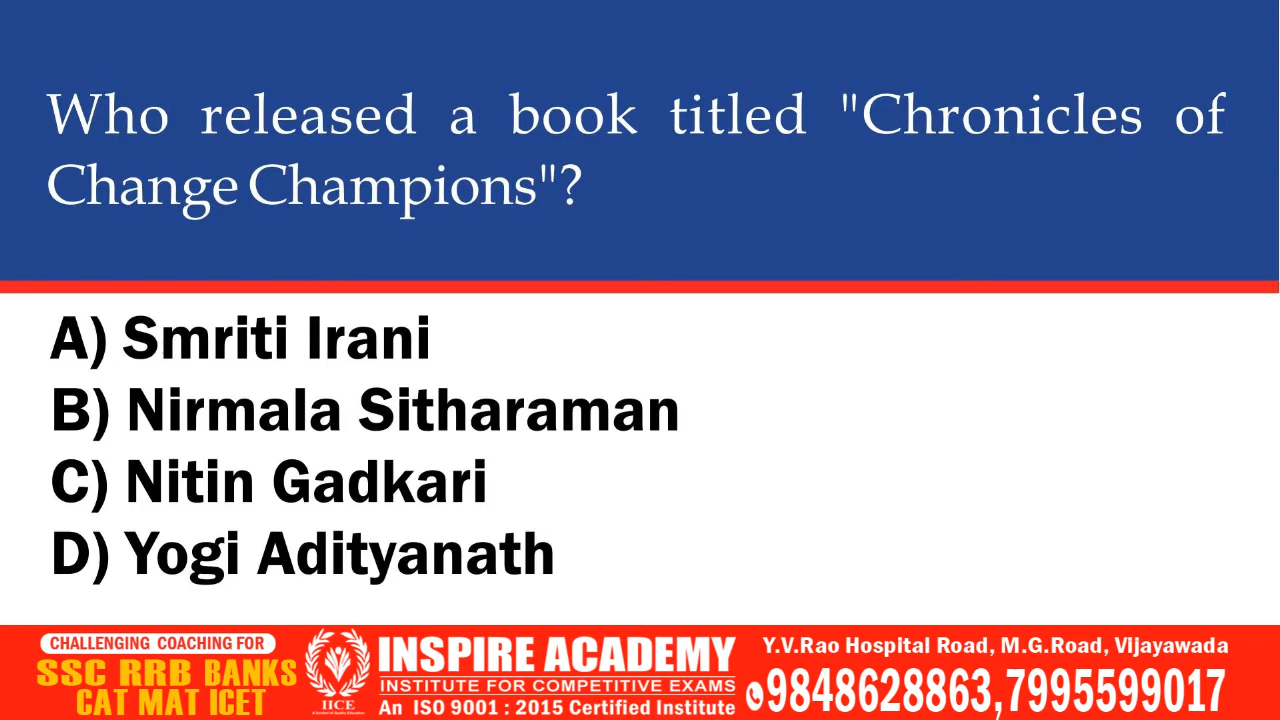 Who released a book titled "Chronicles of
Change Champions"?
A) Smriti Irani
B) Nirmala Sitharaman
C) Nitin Gadkari
D) Yogi Adityanath
CHALLENGING COACHING FOR
SSC RRB BANKS
CAT MAT ICET
IICE
INSPIRE ACADEMY
INSTITUTE FOR COMPETITIVE EXAMS
An ISO 9001 : 2015 Certified Institute
Y.V.Rao Hospital Road, M.G.Road, Vijayawada
9848628863,7995599017